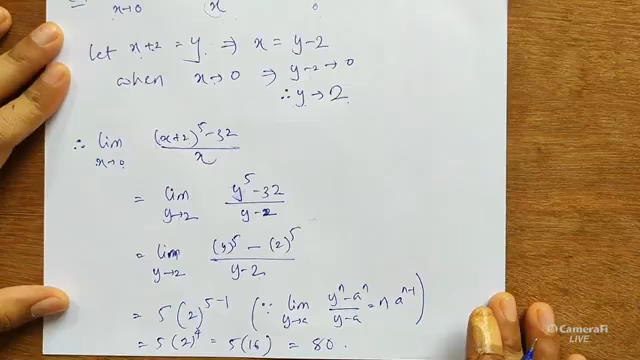 x→0 x 0
Let x+2 = y. ⇒ x = y-2
when x→0 ⇒ y-2→0
∴ y→2.
∴ lim x→0 (x+2)^5 -32 / x
= lim y→2 y^5 -32 / y-2
= lim y→2 (y)^5 - (2)^5 / y-2
= 5(2)^5-1 (∵ lim y→a y^n - a^n / y-a = n a^n-1)
= 5(2)^4 = 5(16) = 80.
CameraFi
LIVE